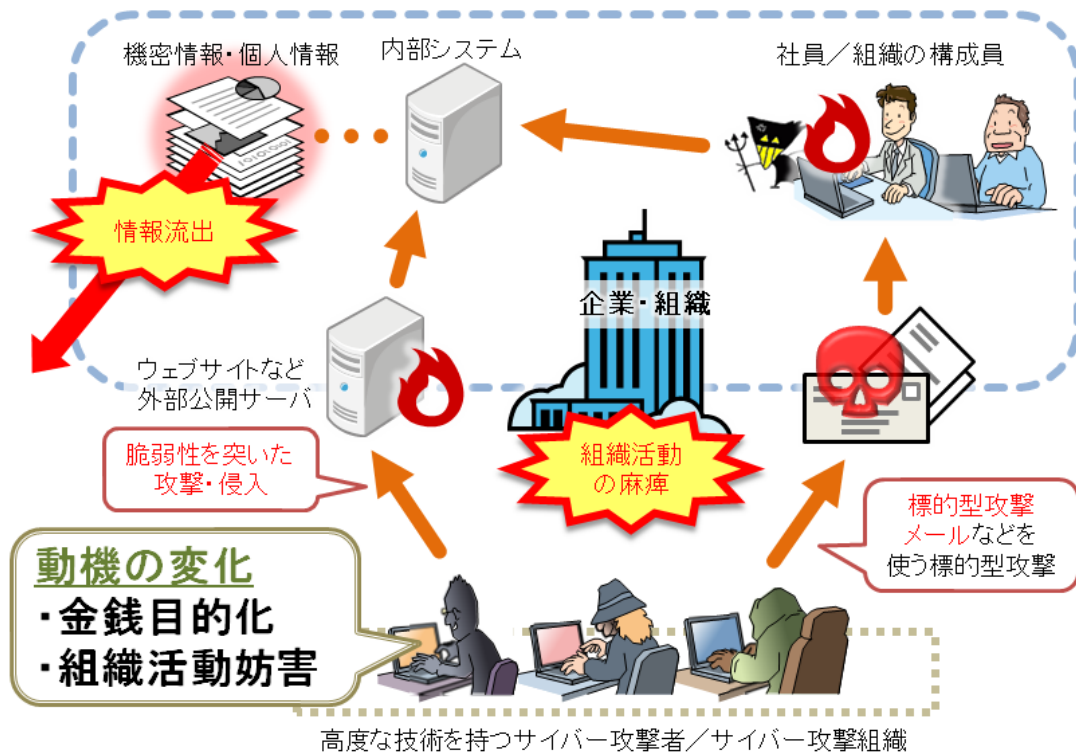 機密情報・個人情報
内部システム
社員／組織の構成員
情報流出
企業・組織
ウェブサイトなど
外部公開サーバ
脆弱性を突いた
攻撃・侵入
組織活動
の麻痺
標的型攻撃
メールなどを
使う標的型攻撃
動機の変化
・金銭目的化
・組織活動妨害
高度な技術を持つサイバー攻撃者／サイバー攻撃組織